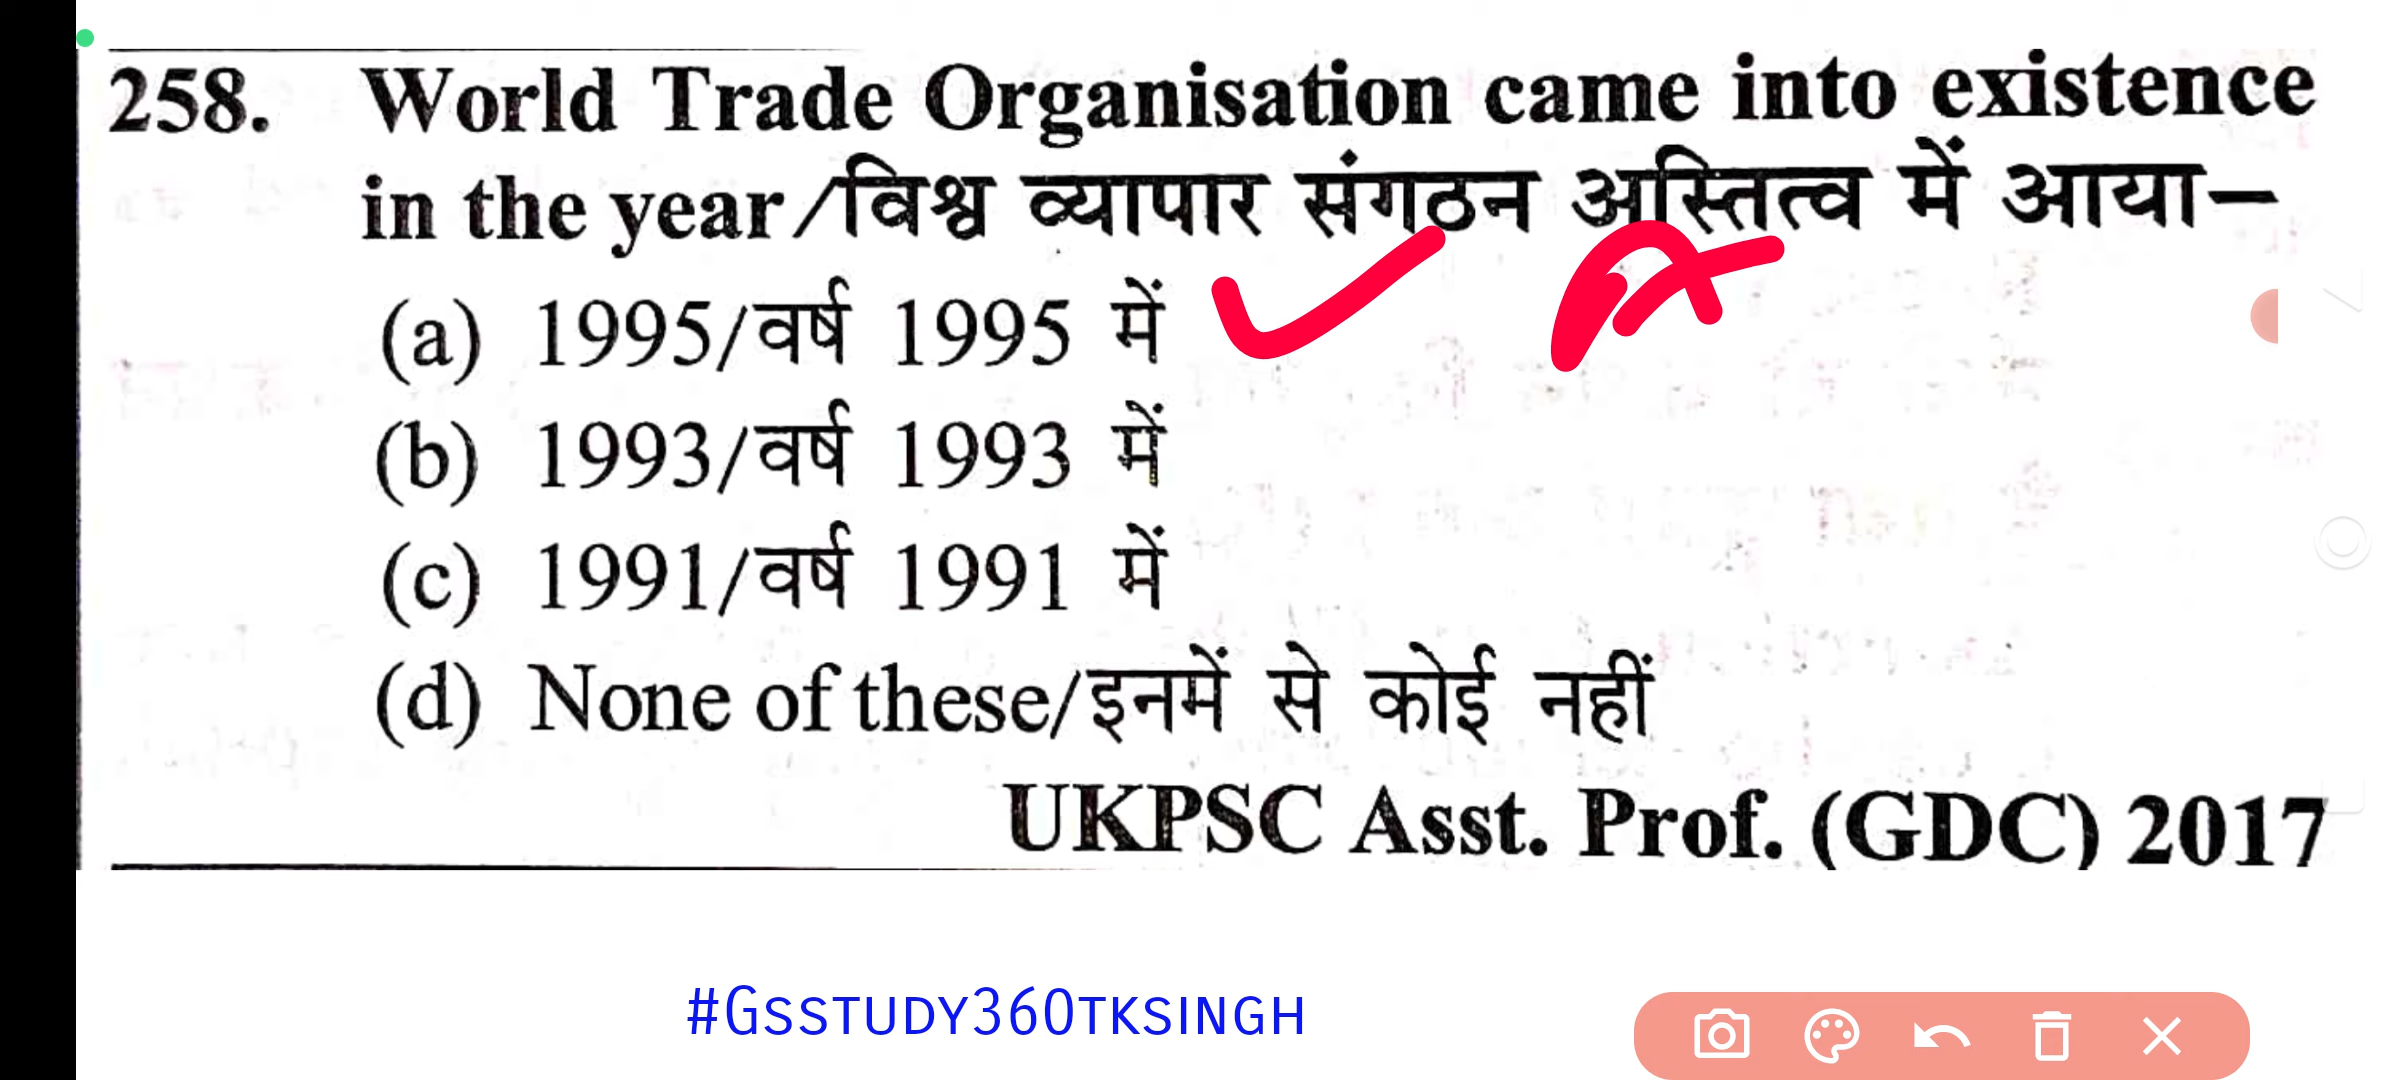 258. World Trade Organisation came into existence
in the year/विश्व व्यापार संगठन अस्तित्व में आया–
(a) 1995/वर्ष 1995 में
(b) 1993/वर्ष 1993 में
(c) 1991/वर्ष 1991 में
(d) None of these/इनमें से कोई नहीं
UKPSC Asst. Prof. (GDC) 2017
#Gsstudy360tksingh